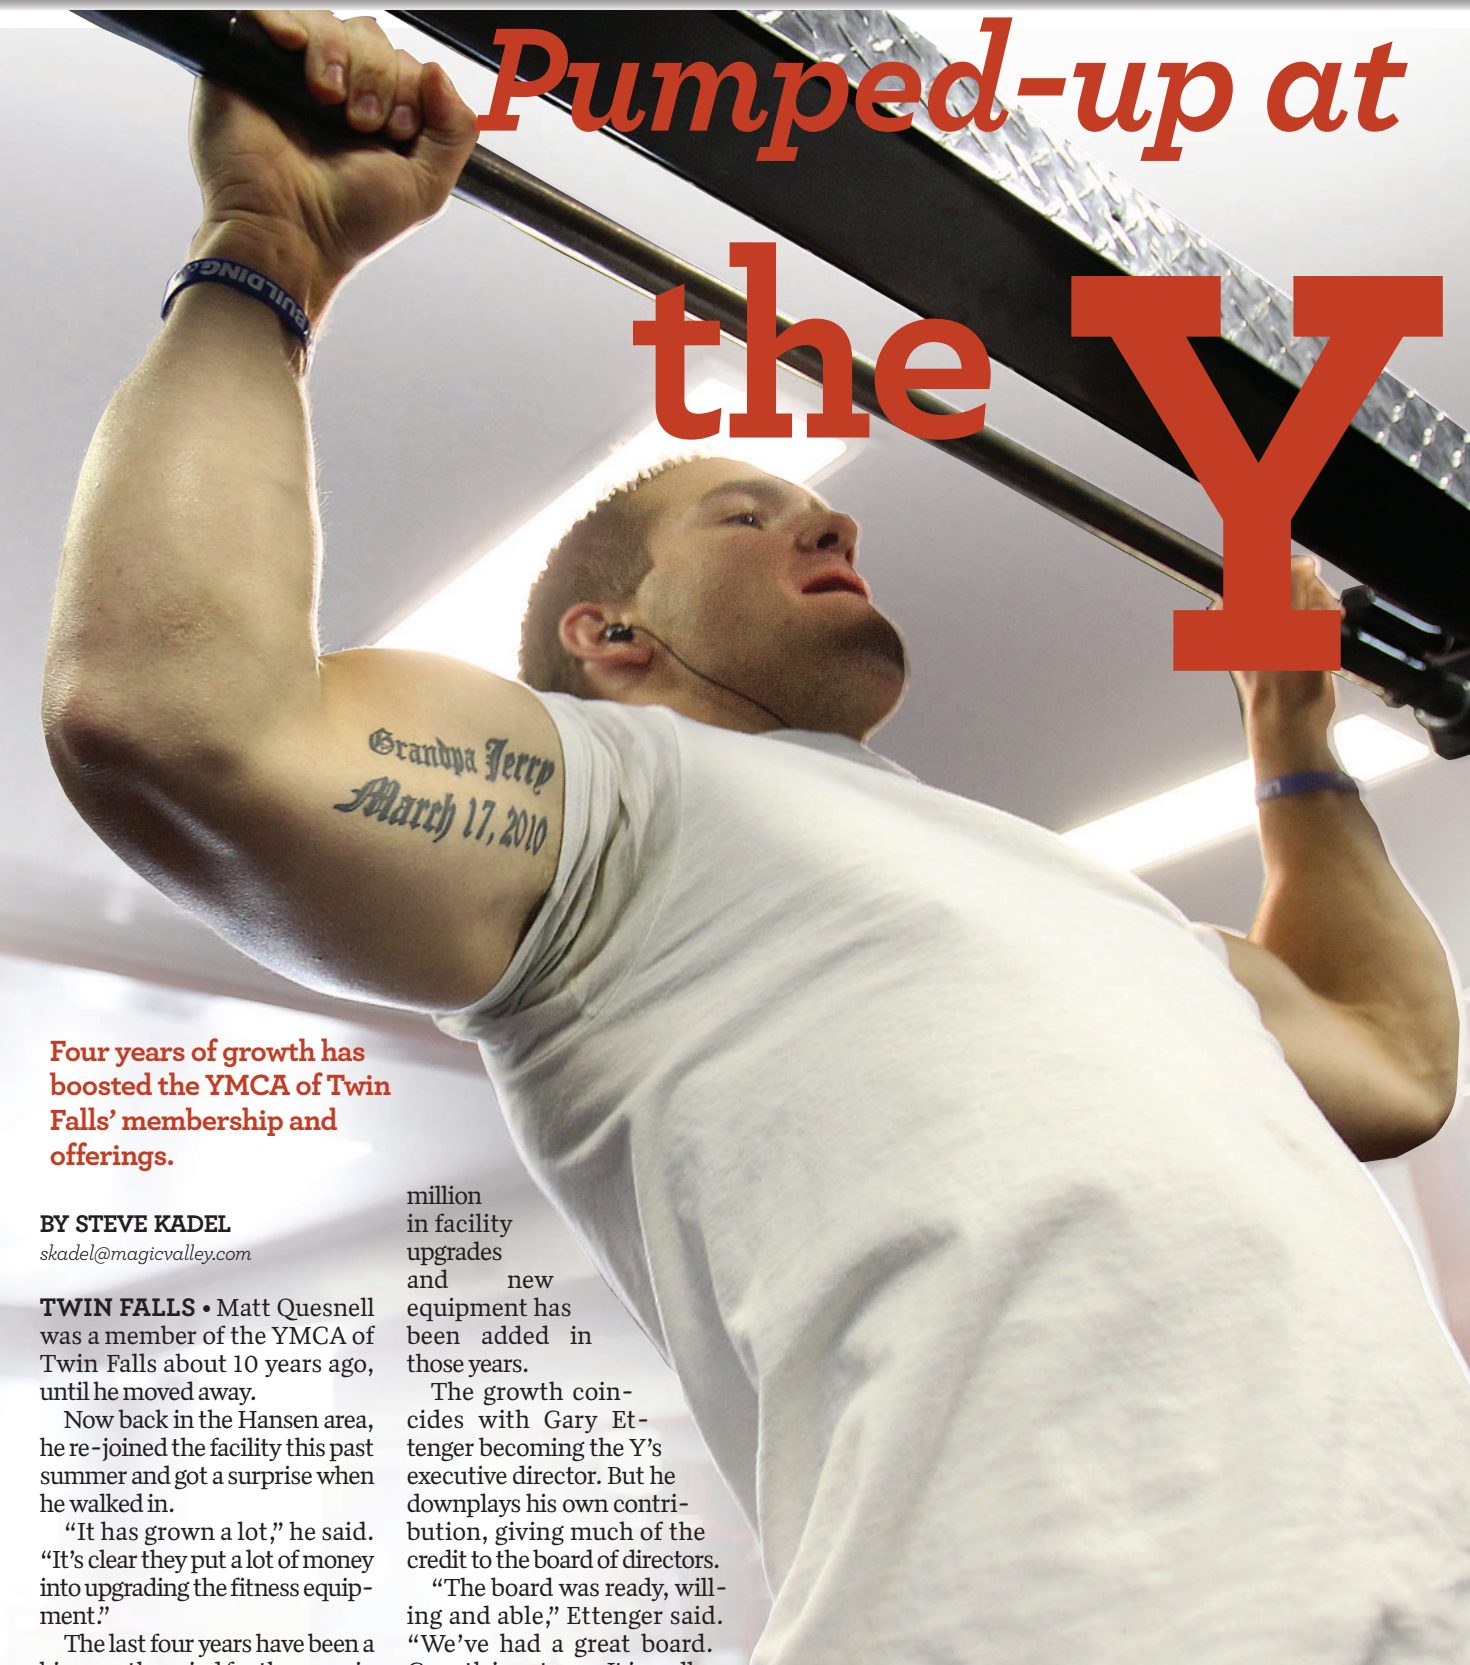 Pumped-up at
the Y
BUILDING
Grandpa Jerry
March 17, 2010
Four years of growth has
boosted the YMCA of Twin
Falls’ membership and
offerings.
BY STEVE KADEL
skadel@magicvalley.com
TWIN FALLS • Matt Quesnell
was a member of the YMCA of
Twin Falls about 10 years ago,
until he moved away.
Now back in the Hansen area,
he re-joined the facility this past
summer and got a surprise when
he walked in.
“It has grown a lot,” he said.
“It’s clear they put a lot of money
into upgrading the fitness equip-
ment.”
The last four years have been a
million
in facility
upgrades
and new
equipment has
been added in
those years.
The growth coin-
cides with Gary Et-
tenger becoming the Y’s
executive director. But he
downplays his own contri-
bution, giving much of the
credit to the board of directors.
“The board was ready, will-
ing and able,” Ettenger said.
“We’ve had a great board.